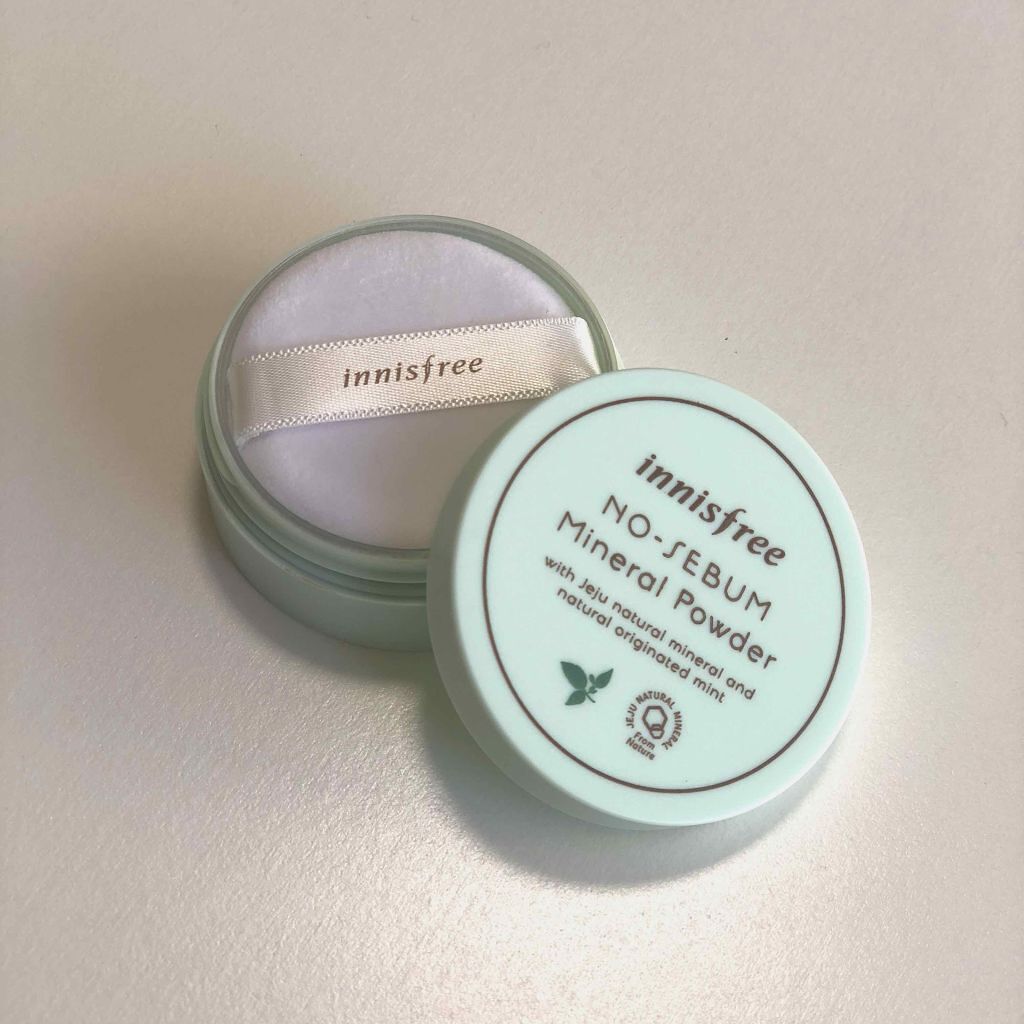 innisfree
innisfree
NO-SEBUM
Mineral Powder
with Jeju natural mineral and
natural originated mint
JEJU NATURAL MINERAL
From
Nature